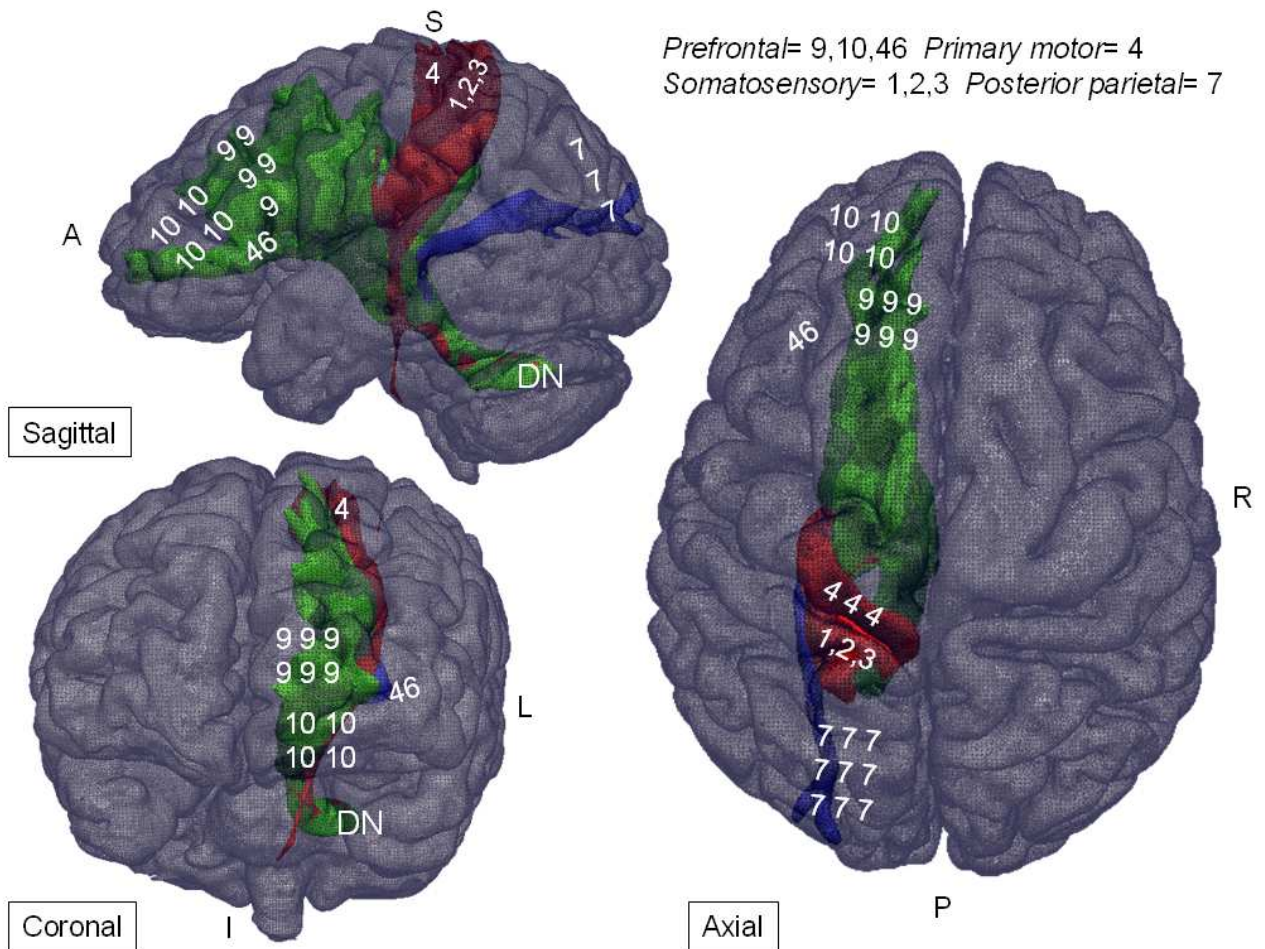 S
Prefrontal= 9,10,46 Primary motor= 4
Somatosensory= 1,2,3 Posterior parietal= 7
4
1,2,3
9 9
9 9
9
10 10
10 10
46
7
7
7
A
DN
Sagittal
4
9 9 9
9 9 9
46
10 10
10 10
DN
L
Coronal
I
10 10
10 10
9 9 9
9 9 9
46
R
4 4 4
1,2,3
7 7 7
7 7 7
7 7 7
Axial
P